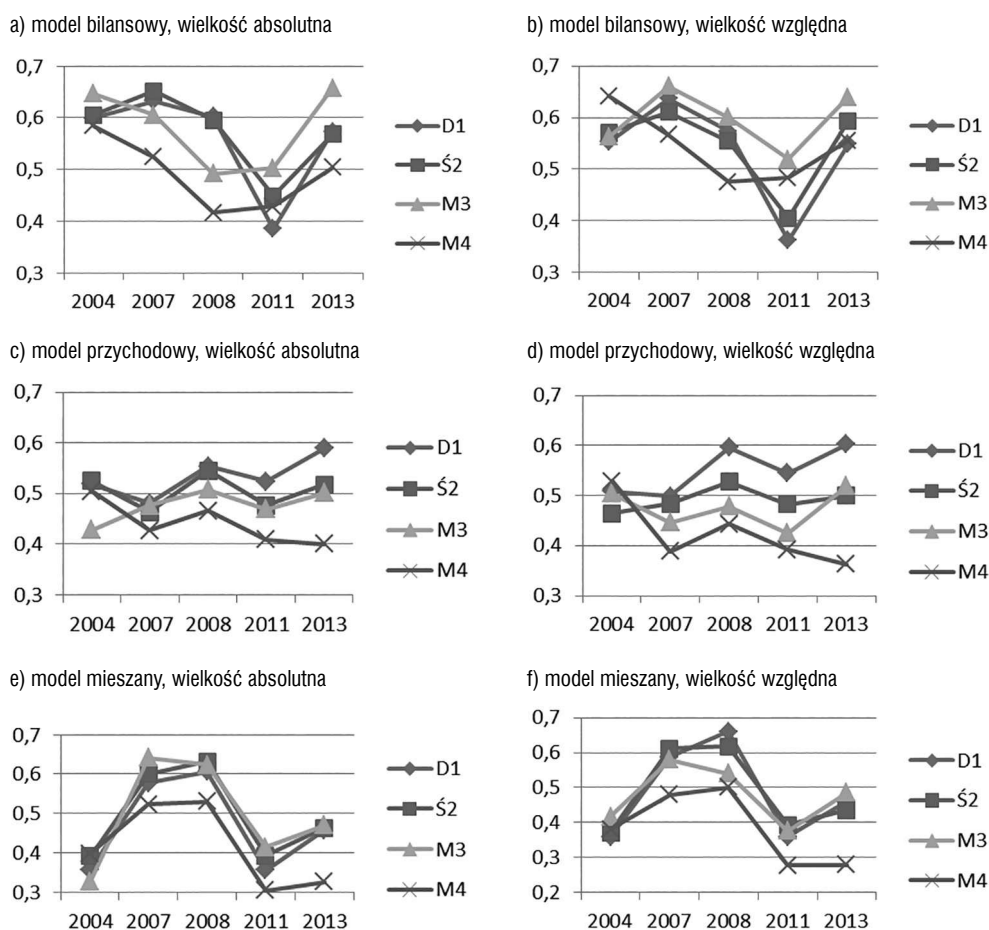 a) model bilansowy, wielkość absolutna
0,7
0,6
0,5
0,4
0,3
2004 2007 2008 2011 2013
D1
Ś2
M3
M4
b) model bilansowy, wielkość względna
0,7
0,6
0,5
0,4
0,3
2004 2007 2008 2011 2013
D1
Ś2
M3
M4
c) model przychodowy, wielkość absolutna
0,7
0,6
0,5
0,4
0,3
2004 2007 2008 2011 2013
D1
Ś2
M3
M4
d) model przychodowy, wielkość względna
0,7
0,6
0,5
0,4
0,3
2004 2007 2008 2011 2013
D1
Ś2
M3
M4
e) model mieszany, wielkość absolutna
0,7
0,6
0,5
0,4
0,3
2004 2007 2008 2011 2013
D1
Ś2
M3
M4
f) model mieszany, wielkość względna
0,7
0,6
0,5
0,4
0,3
0,2
2004 2007 2008 2011 2013
D1
Ś2
M3
M4